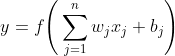 y = f\left( \sum_{j=1}^{n} w_j x_j + b_j \right)